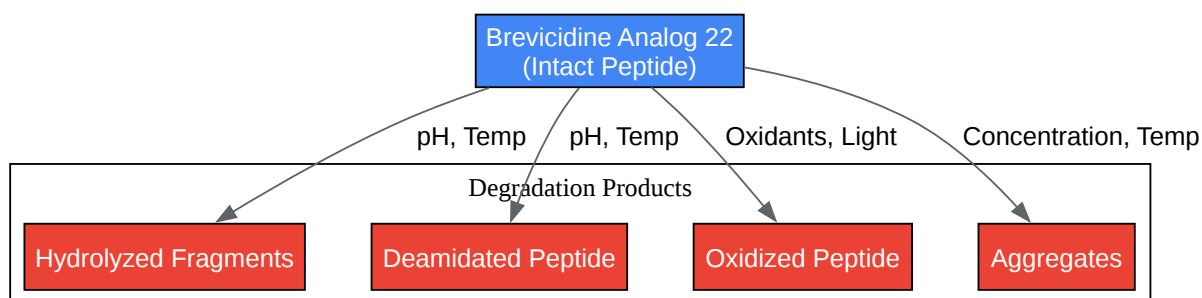 Brevicidine Analog 22
(Intact Peptide)
pH, Temp
pH, Temp
Oxidants, Light
Concentration, Temp
Degradation Products
Hydrolyzed Fragments
Deamidated Peptide
Oxidized Peptide
Aggregates